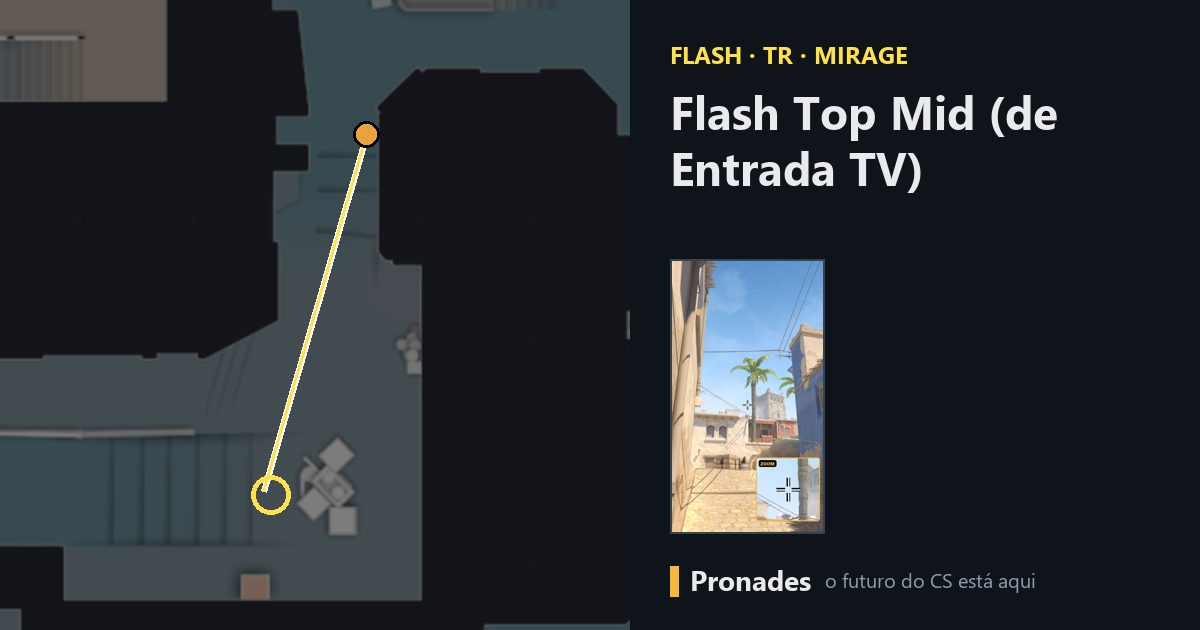 FLASH · TR · MIRAGE
Flash Top Mid (de
Entrada TV)
ZOOM
Pronades o futuro do CS está aqui